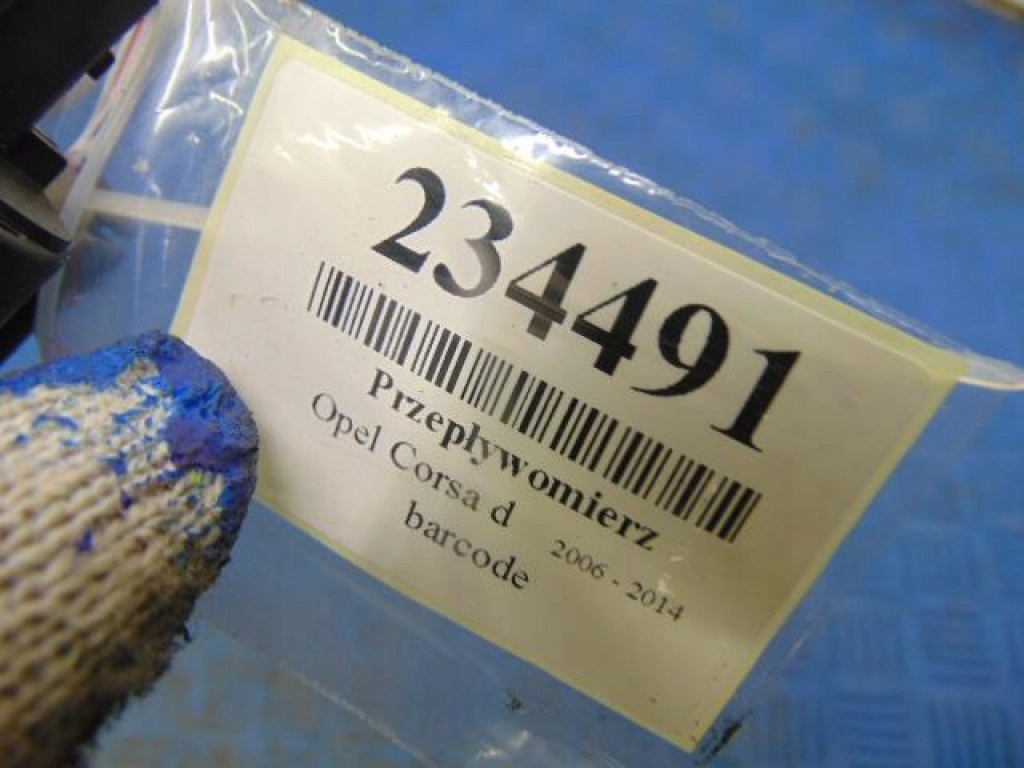 234491
Przepływomierz
Opel Corsa d 2006 - 2014
barcode